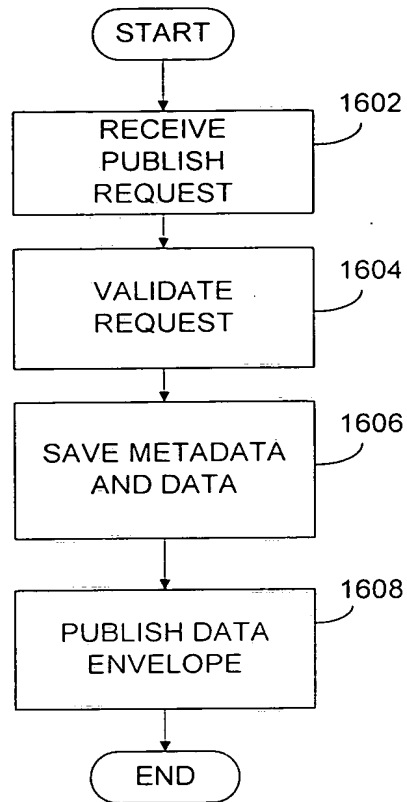 START
1602
RECEIVE
PUBLISH
REQUEST
1604
VALIDATE
REQUEST
1606
SAVE METADATA
AND DATA
1608
PUBLISH DATA
ENVELOPE
END